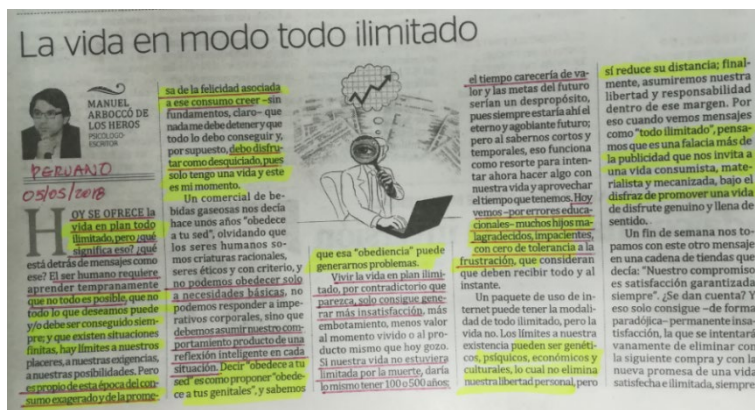 La vida en modo todo ilimitado
MANUEL
ARBOCCÓ DE
LOS HEROS
PSICÓLOGO-
ESCRITOR
PERUANO
05/05/2018
HOY SE OFRECE la
vida en plan todo
ilimitado, pero ¿qué
significa eso? ¿qué
está detrás de mensajes como
ese? El ser humano requiere
aprender tempranamente
que no todo es posible, que no
todo lo que deseamos puede
y/o debe ser conseguido siem-
pre; y que existen situaciones
finitas, hay límites a nuestros
placeres, a nuestras exigencias,
a nuestras posibilidades. Pero
es propio de esta época del con-
sumo exagerado y de la prome-
sa de la felicidad asociada
a ese consumo creer –sin
fundamentos, claro– que
nada me debe detener y que
todo lo debo conseguir y,
por supuesto, debo disfru-
tar como desquiciado, pues
solo tengo una vida y este
es mi momento.
Un comercial de be-
bidas gaseosas nos decía
hace unos años "obedece
a tu sed", olvidando que
los seres humanos so-
mos criaturas racionales,
seres éticos y con criterio, y
no podemos obedecer solo
a necesidades básicas, no
podemos responder a impe-
rativos corporales, sino que
debemos asumir nuestro com-
portamiento producto de una
reflexión inteligente en cada
situación. Decir "obedece a tu
sed" es como proponer "obede-
ce a tus genitales", y sabemos
que esa "obediencia" puede
generarnos problemas.
Vivir la vida en plan ilimi-
tado, por contradictorio que
parezca, solo consigue gene-
rar más insatisfacción, más
embotamiento, menos valor
al momento vivido o al pro-
ducto mismo que hoy gozo.
Si nuestra vida no estuviera
limitada por la muerte, daría
lo mismo tener 100 o 500 años;
el tiempo carecería de va-
lor y las metas del futuro
serían un despropósito,
pues siempre estaría ahí el
eterno y agobiante futuro;
pero al sabernos cortos y
temporales, eso funciona
como resorte para inten-
tar ahora hacer algo con
nuestra vida y aprovechar
el tiempo que tenemos. Hoy
vemos –por errores educa-
cionales– muchos hijos ma-
lagradecidos, impacientes,
con cero de tolerancia a la
frustración, que consideran
que deben recibir todo y al
instante.
Un paquete de uso de in-
ternet puede tener la modali-
dad de todo ilimitado, pero la
vida no. Los límites a nuestra
existencia pueden ser genéti-
cos, psíquicos, económicos y
culturales, lo cual no elimina
nuestra libertad personal, pero
sí reduce su distancia; final-
mente, asumiremos nuestra
libertad y responsabilidad
dentro de ese margen. Por
eso cuando vemos mensajes
como "todo ilimitado", pensa-
mos que es una falacia más de
la publicidad que nos invita a
una vida consumista, mate-
rialista y mecanizada, bajo el
disfraz de promover una vida
de disfrute genuino y llena de
sentido.
Un fin de semana nos to-
pamos con este otro mensaje
en una cadena de tiendas que
decía: "Nuestro compromiso
es satisfacción garantizada
siempre". ¿Se dan cuenta? Y
eso solo consigue –de forma
paradójica– permanente insa-
tisfacción, la que se intentará
vanamente de eliminar con
la siguiente compra y con la
nueva promesa de una vida
satisfecha e ilimitada, siempre